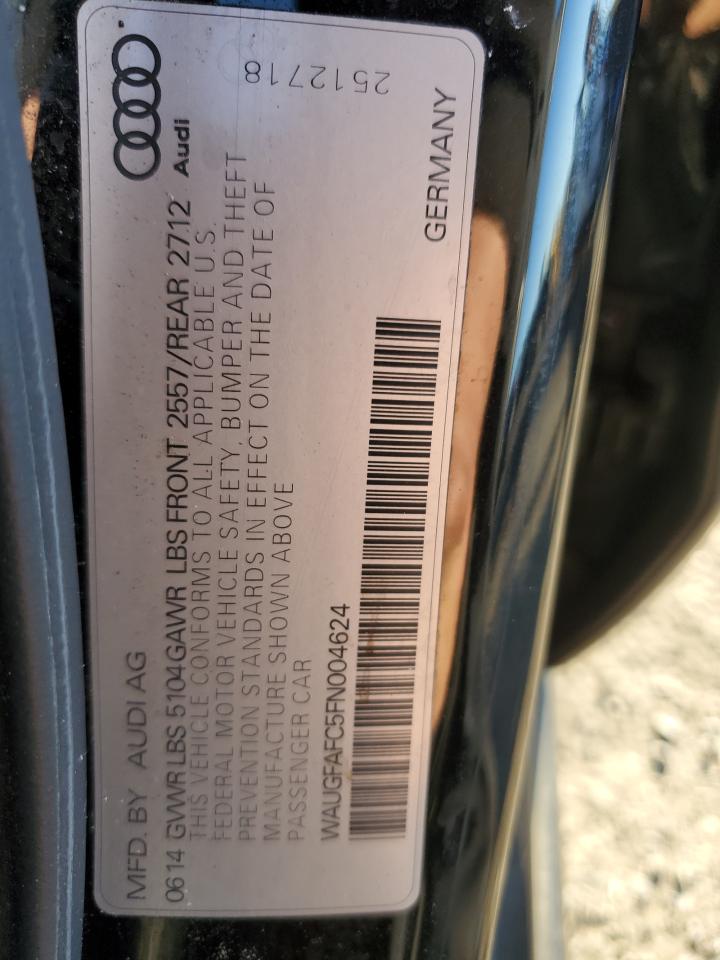 MFD. BY AUDI AG
Audi
0614 GVWR LBS 5104 GAWR LBS FRONT 2557/REAR 2712
THIS VEHICLE CONFORMS TO ALL APPLICABLE U.S.
FEDERAL MOTOR VEHICLE SAFETY, BUMPER AND THEFT
PREVENTION STANDARDS IN EFFECT ON THE DATE OF
MANUFACTURE SHOWN ABOVE
PASSENGER CAR
WAUGFAFC5FN004624
GERMANY
2512718